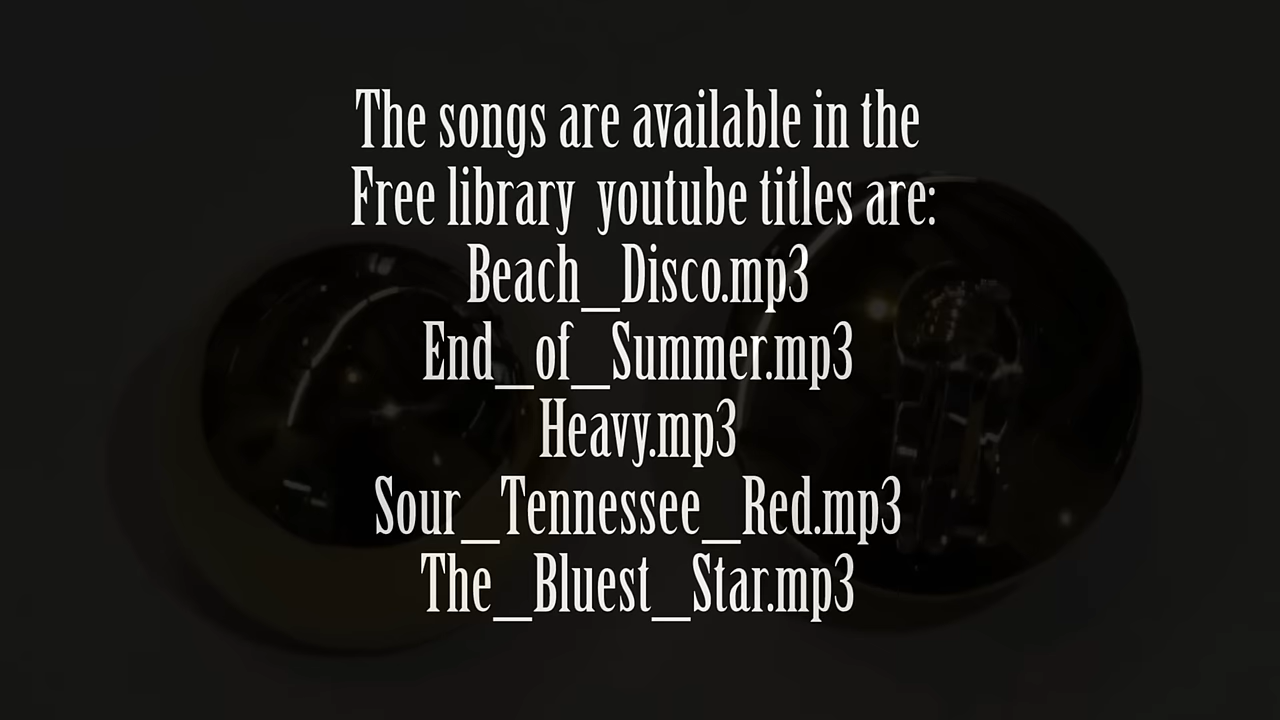 The songs are available in the
Free library youtube titles are:
Beach_Disco.mp3
End_of_Summer.mp3
Heavy.mp3
Sour_Tennessee_Red.mp3
The_Bluest_Star.mp3